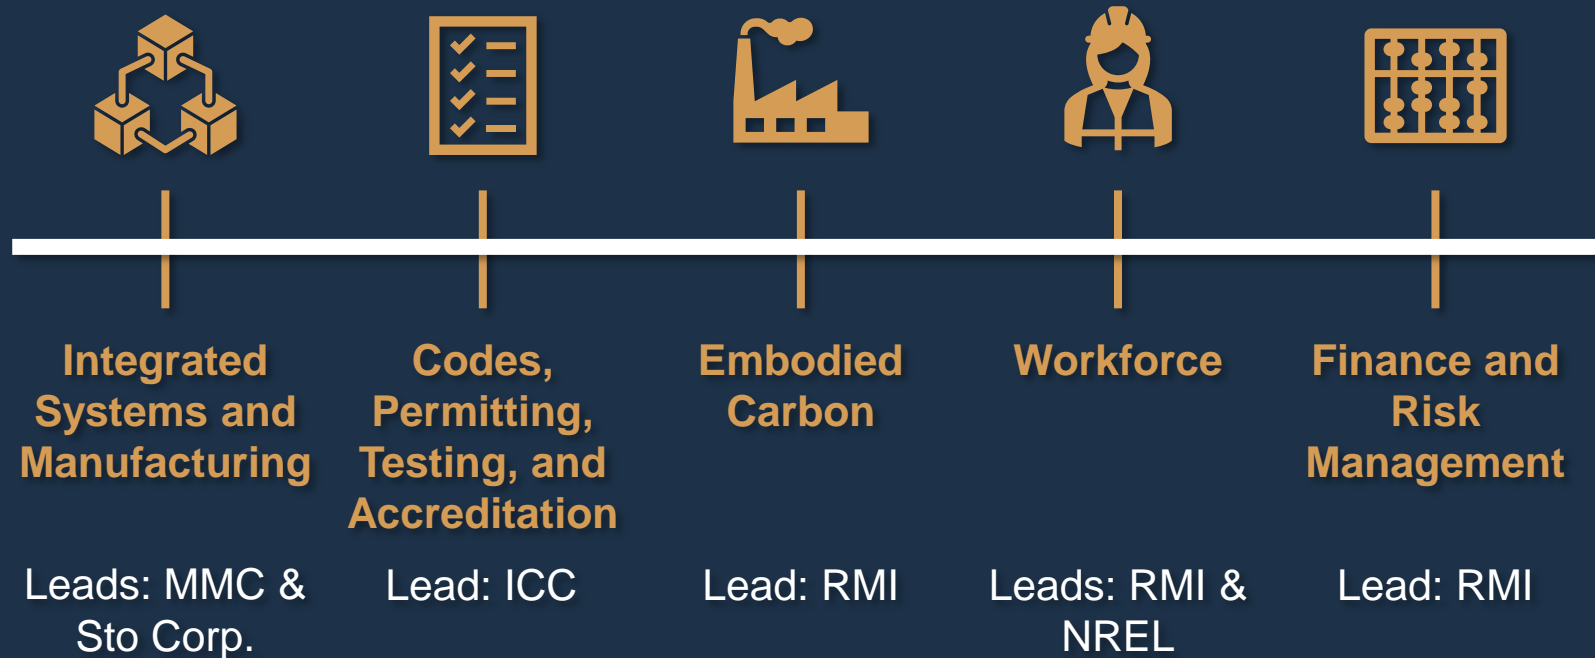 Integrated
Systems and
Manufacturing
Leads: MMC &
Sto Corp.
Codes,
Permitting,
Testing, and
Accreditation
Lead: ICC
Embodied
Carbon
Lead: RMI
Workforce
Leads: RMI &
NREL
Finance and
Risk
Management
Lead: RMI